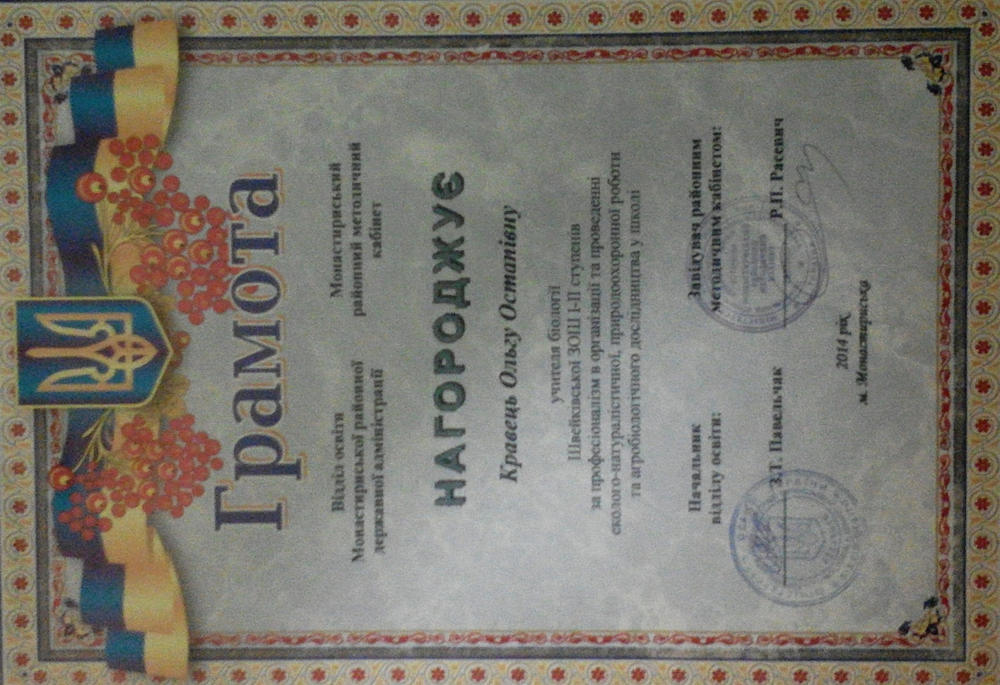 Грамота
Відділ освіти
Монастириської районної
державної адміністрації
Монастириський
районний методичний
кабінет
НАГОРОДЖУЄ
Кравець Ольгу Остапівну
учителя біології
Швейківської ЗОШ І-ІІ ступенів
за професіоналізм в організації та проведенні
еколого-натуралістичної, природоохоронної роботи
та агробіологічного дослідництва у школі
Начальник
відділу освіти:
З.Т. Павельчак
Завідувач районним
методичним кабінетом:
Р.П. Расевич
2014 рік
м. Монастириська